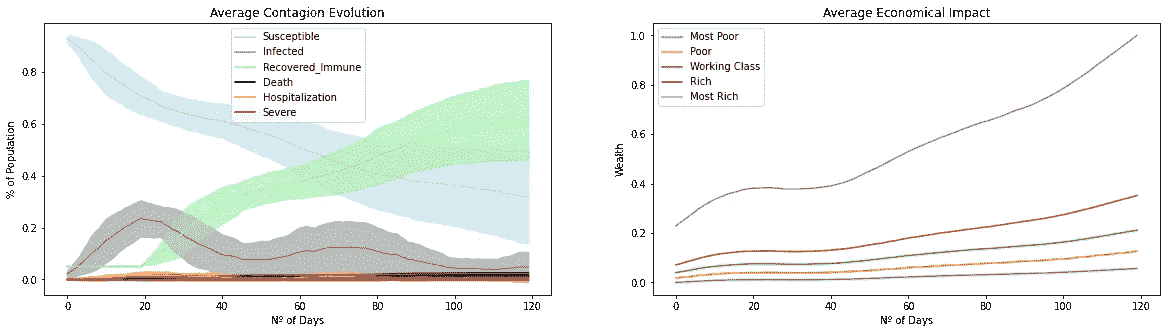 Average Contagion Evolution
Susceptible
Infected
Recovered_Immune
Death
Hospitalization
Severe
% of Population
0.8
0.6
0.4
0.2
0.0
0
20
40
60
80
100
120
Nº of Days
Average Economical Impact
Most Poor
Poor
Working Class
Rich
Most Rich
Wealth
1.0
0.8
0.6
0.4
0.2
0.0
0
20
40
60
80
100
120
Nº of Days